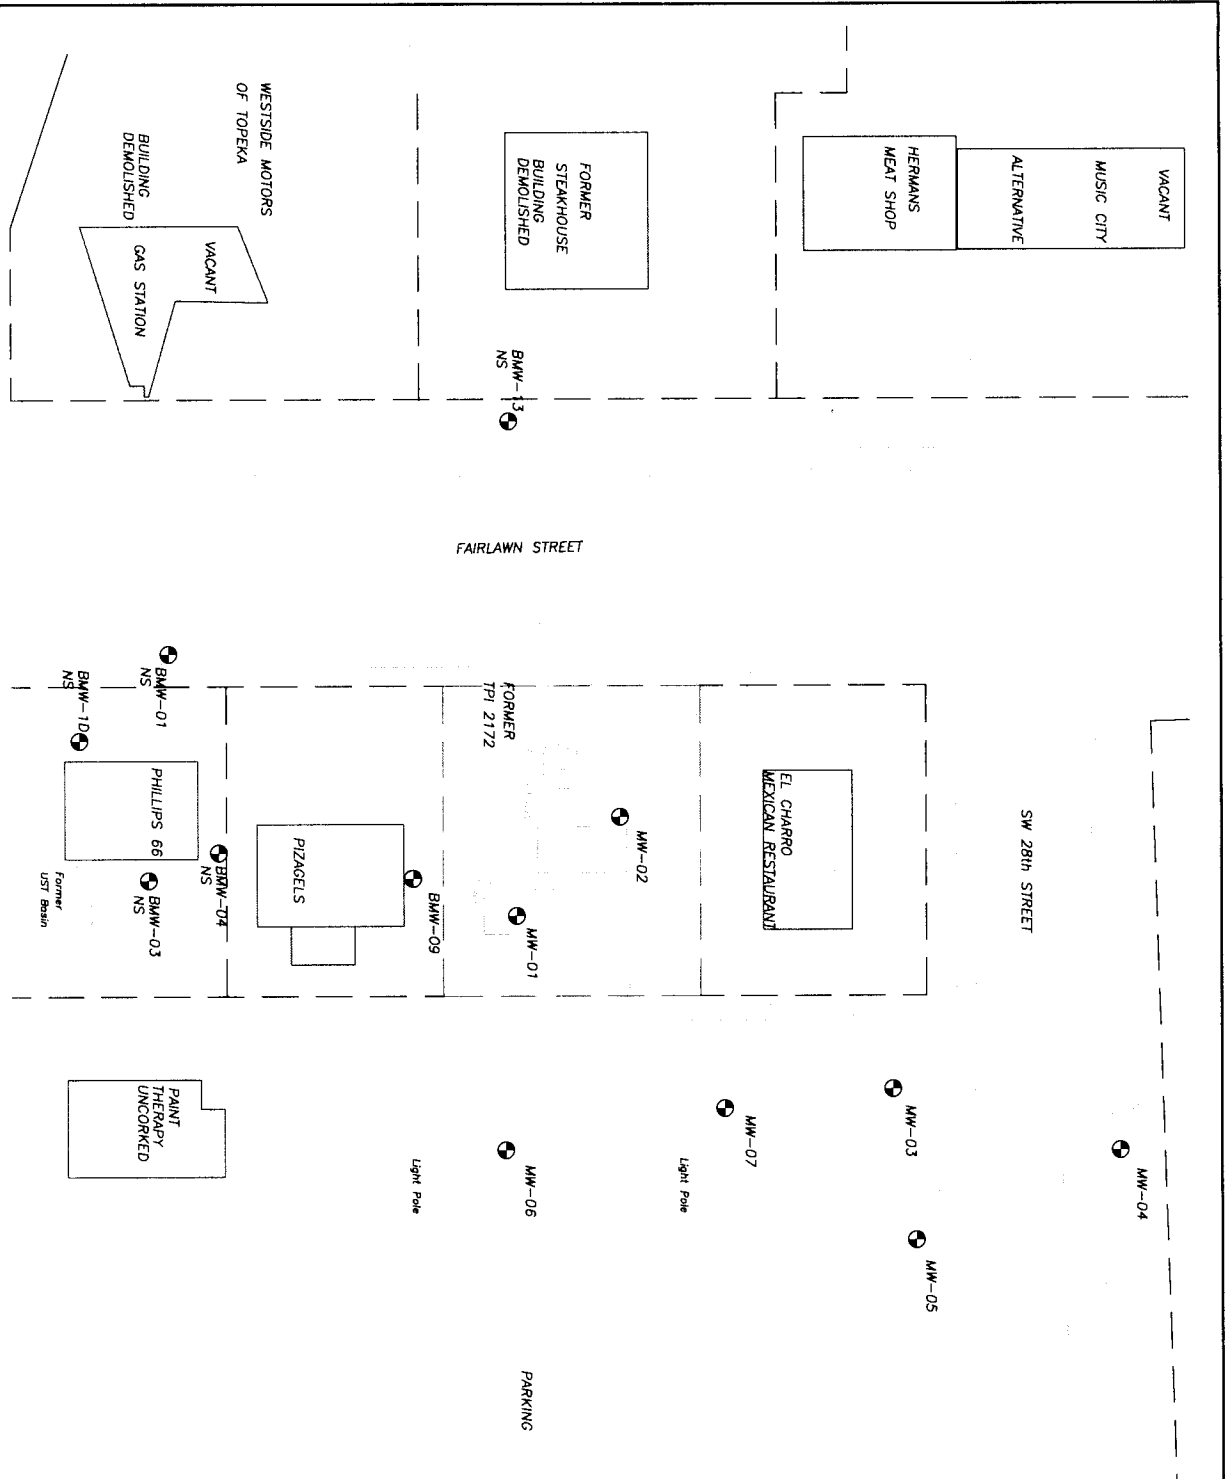 WESTSIDE MOTORS
OF TOPEKA
BUILDING
DEMOLISHED
VACANT
GAS STATION
FORMER
STEAKHOUSE
BUILDING
DEMOLISHED
HERMANS
MEAT SHOP
ALTERNATIVE
MUSIC CITY
VACANT
BMW-13
NS
FAIRLAWN STREET
BMW-01
NS
BMW-1D
NS
PHILLIPS 66
BMW-04
NS
BMW-03
NS
Former
UST Basin
PIZAGELS
BMW-09
FORMER
TPI 2172
MW-02
MW-01
EL CHARRO
MEXICAN RESTAURANT
SW 28th STREET
PAINT
THERAPY
UNCORKED
Light Pole
MW-06
Light Pole
MW-07
MW-03
MW-04
MW-05
PARKING